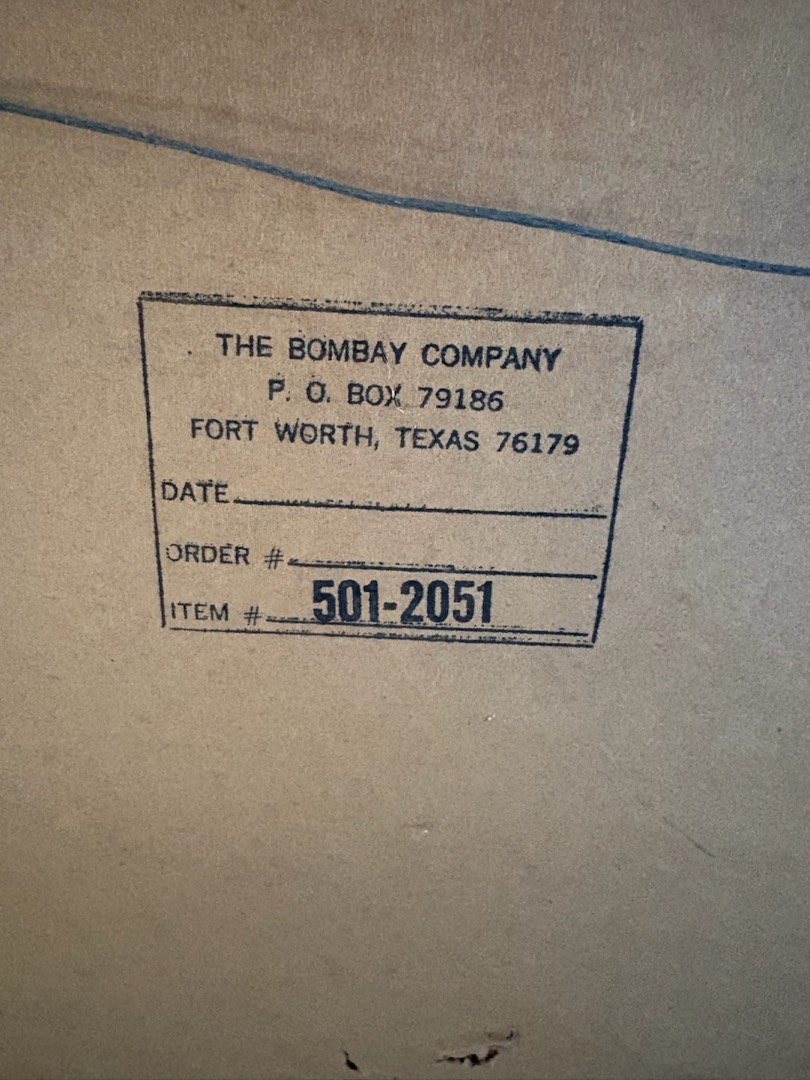 THE BOMBAY COMPANY
P. O. BOX 79186
FORT WORTH, TEXAS 76179
DATE
ORDER #
ITEM # 501-2051